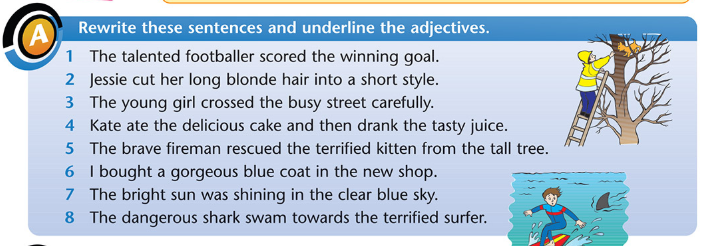 A
Rewrite these sentences and underline the adjectives.
1 The talented footballer scored the winning goal.
2 Jessie cut her long blonde hair into a short style.
3 The young girl crossed the busy street carefully.
4 Kate ate the delicious cake and then drank the tasty juice.
5 The brave fireman rescued the terrified kitten from the tall tree.
6 I bought a gorgeous blue coat in the new shop.
7 The bright sun was shining in the clear blue sky.
8 The dangerous shark swam towards the terrified surfer.